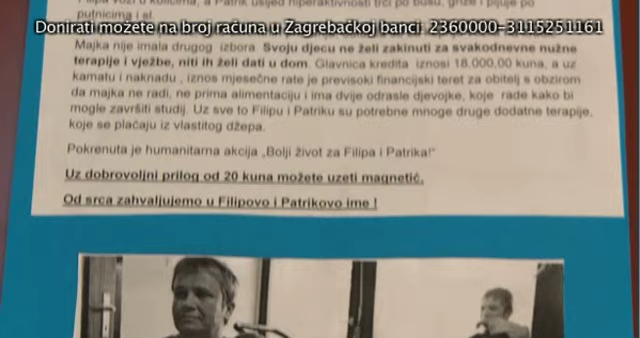 Filipa vozi u kolicima, a Patrik uslijed hiperaktivnosti trči po busu, grize i pljuje po
putnicima i sl.
Donirati možete na broj računa u Zagrebačkoj banci: 2360000-3115251161
Majka nije imala drugog izbora. Svoju djecu ne želi zakinuti za svakodnevne nužne
terapije i vježbe, niti ih želi dati u dom. Glavnica kredita iznosi 18.000,00 kuna, a uz
kamatu i naknadu , iznos mjesečne rate je previsoki financijski teret za obitelj s obzirom
da majka ne radi, ne prima alimentaciju i ima dvije odrasle djevojke, koje rade kako bi
mogle završiti studij. Uz sve to Filipu i Patriku su potrebne mnoge druge dodatne terapije,
koje se plaćaju iz vlastitog džepa.
Pokrenuta je humanitarna akcija „Bolji život za Filipa i Patrika!“
Uz dobrovoljni prilog od 20 kuna možete uzeti magnetić.
Od srca zahvaljujemo u Filipovo i Patrikovo ime !